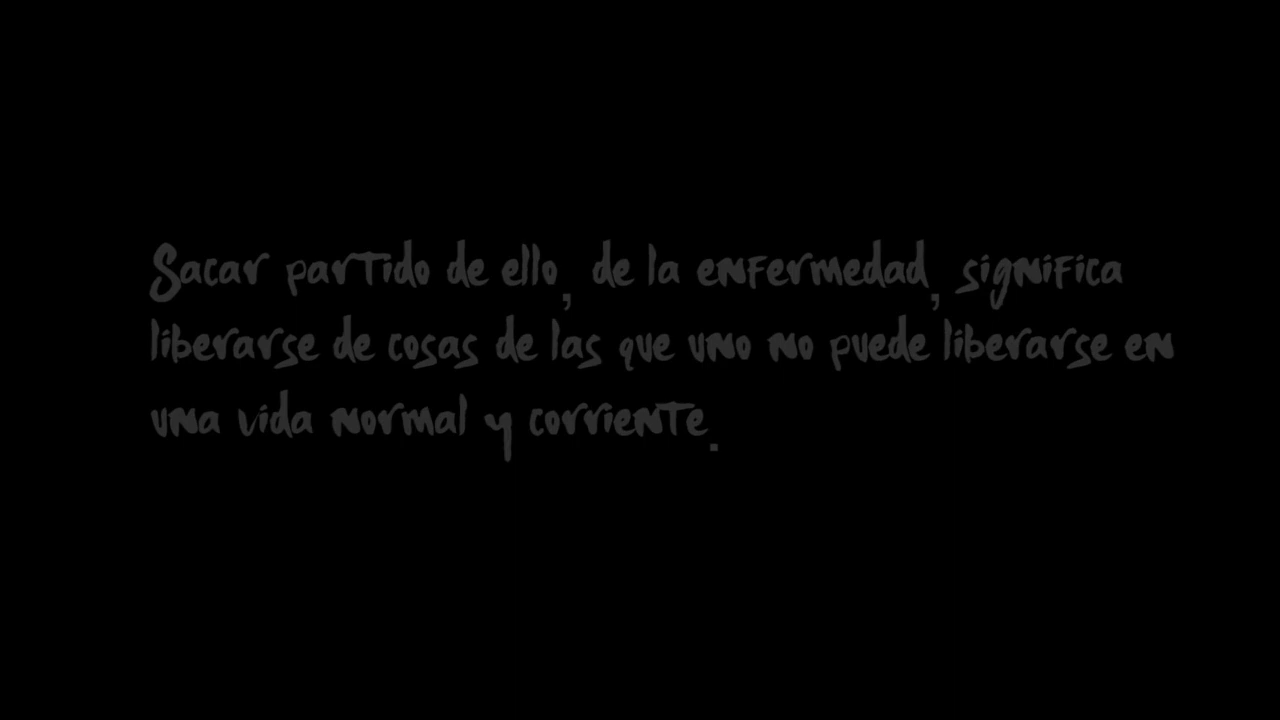 Sacar partido de ello, de la enfermedad, significa
liberarse de cosas de las que uno no puede liberarse en
una vida normal y corriente.